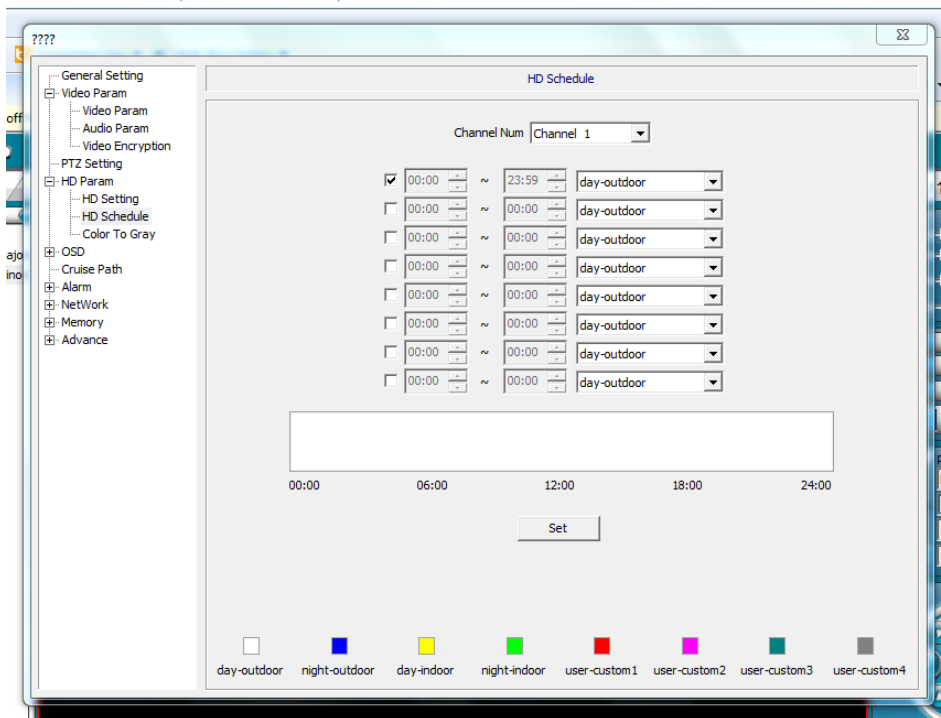 ????
General Setting
Video Param
Video Param
Audio Param
Video Encryption
PTZ Setting
HD Param
HD Setting
HD Schedule
Color To Gray
OSD
Cruise Path
Alarm
NetWork
Memory
Advance
HD Schedule
Channel Num Channel 1
00:00 ~ 23:59 day-outdoor
00:00 ~ 00:00 day-outdoor
00:00 ~ 00:00 day-outdoor
00:00 ~ 00:00 day-outdoor
00:00 ~ 00:00 day-outdoor
00:00 ~ 00:00 day-outdoor
00:00 ~ 00:00 day-outdoor
00:00 ~ 00:00 day-outdoor
00:00 06:00 12:00 18:00 24:00
Set
day-outdoor night-outdoor day-indoor night-indoor user-custom1 user-custom2 user-custom3 user-custom4
off
ajo
ino